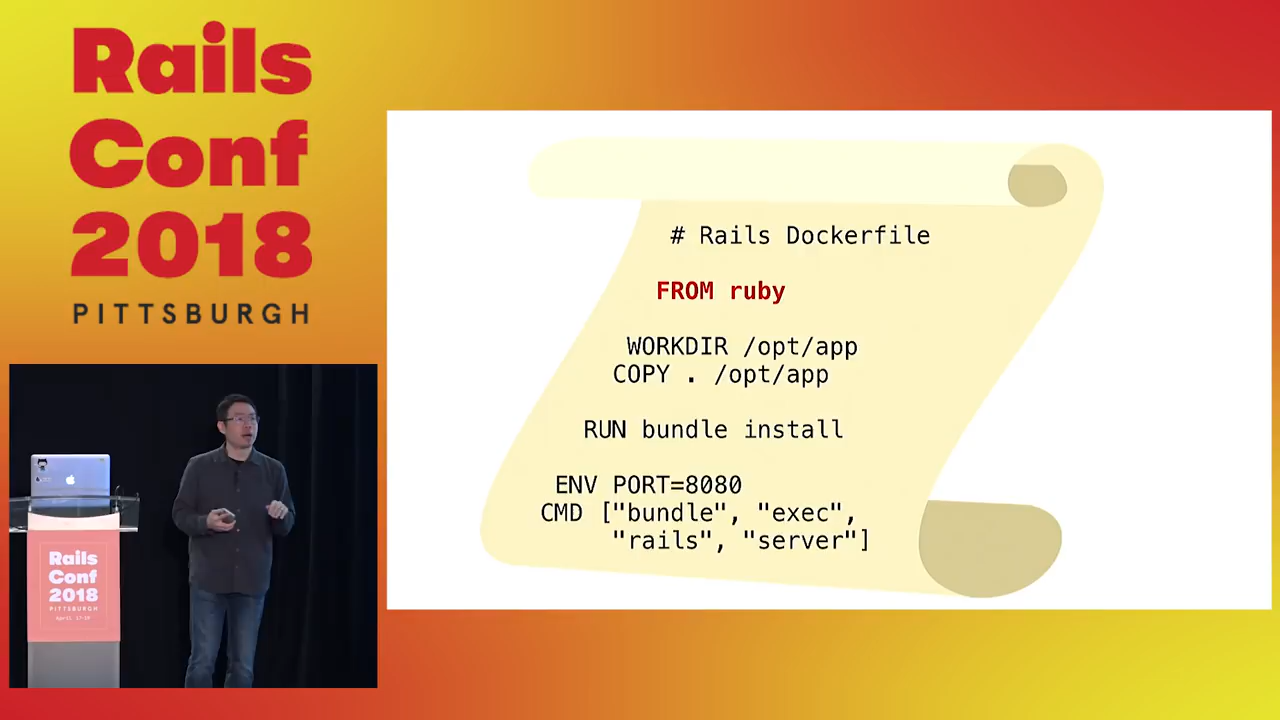 Rails
Conf
2018
PITTSBURGH
# Rails Dockerfile
FROM ruby
WORKDIR /opt/app
COPY . /opt/app
RUN bundle install
ENV PORT=8080
CMD ["bundle", "exec",
"rails", "server"]
Rails
Conf
2018
PITTSBURGH